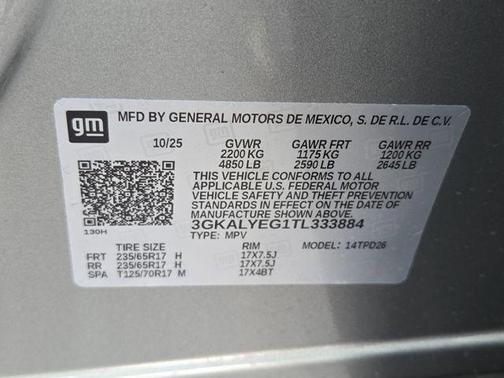 gm
MFD BY GENERAL MOTORS DE MEXICO, S. DE R.L. DE C.V.
10/25 GVWR GAWR FRT GAWR RR
2200 KG 1175 KG 1200 KG
4850 LB 2590 LB 2645 LB
THIS VEHICLE CONFORMS TO ALL
APPLICABLE U.S. FEDERAL MOTOR
VEHICLE SAFETY AND THEFT PREVENTION
STANDARDS IN EFFECT ON THE DATE OF
MANUFACTURE SHOWN ABOVE.
3GKALYEG1TL333884
130H TYPE: MPV
TIRE SIZE RIM MODEL: 14TPD26
FRT 235/65R17 H 17X7.5J
RR 235/65R17 H 17X7.5J
SPA T125/70R17 M 17X4BT